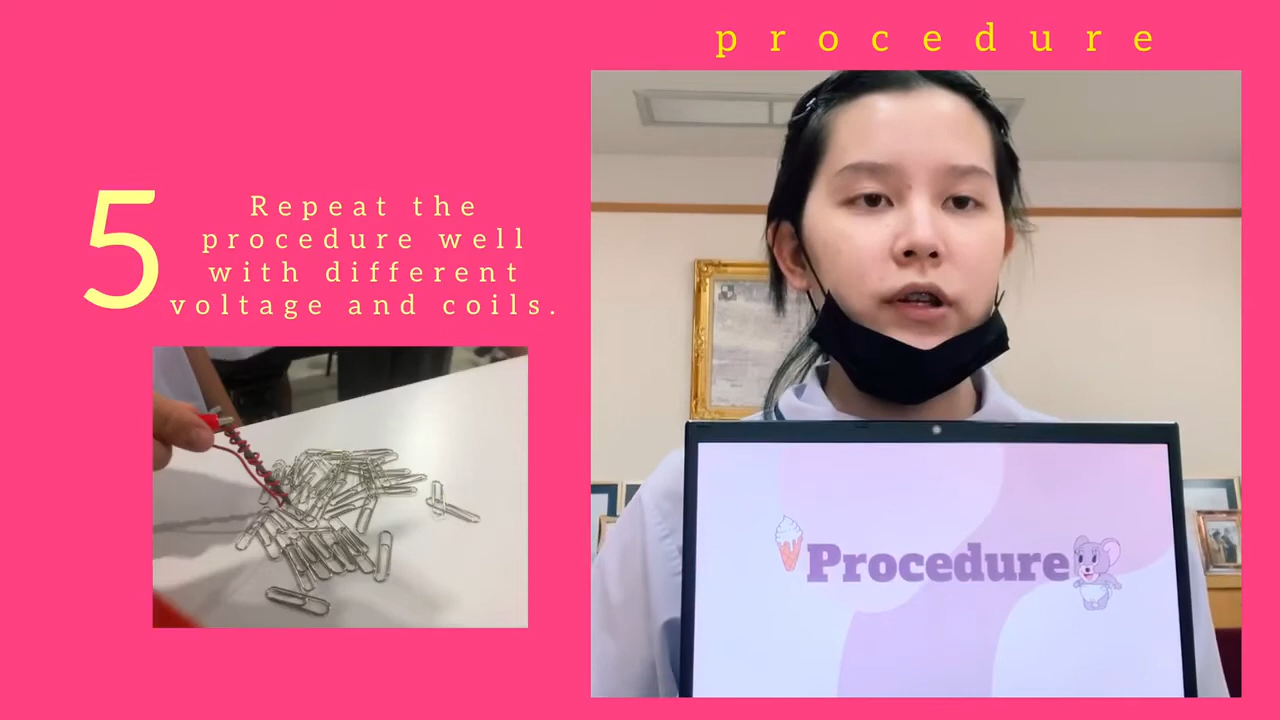 procedure
5
Repeat the
procedure well
with different
voltage and coils.
Procedure